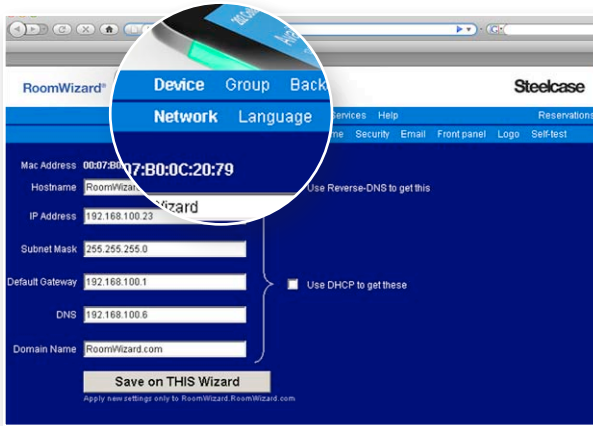 RoomWizard®
Steelcase
Device Group Back
Services Help
Reservations
Network Language
Security Email Front panel Logo Self-test
Mac Address 00:07:B0
07:B0:0C:20:79
Hostname RoomWizard
Use Reverse-DNS to get this
Wizard
IP Address 192.168.100.23
Subnet Mask 255.255.255.0
Default Gateway 192.168.100.1
Use DHCP to get these
DNS 192.168.100.6
Domain Name RoomWizard.com
Save on THIS Wizard
Apply new settings only to RoomWizard.RoomWizard.com